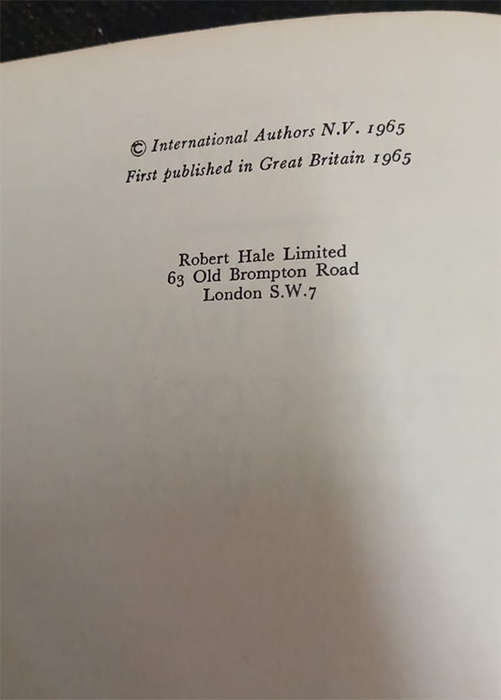 © International Authors N.V. 1965
First published in Great Britain 1965
Robert Hale Limited
63 Old Brompton Road
London S.W.7